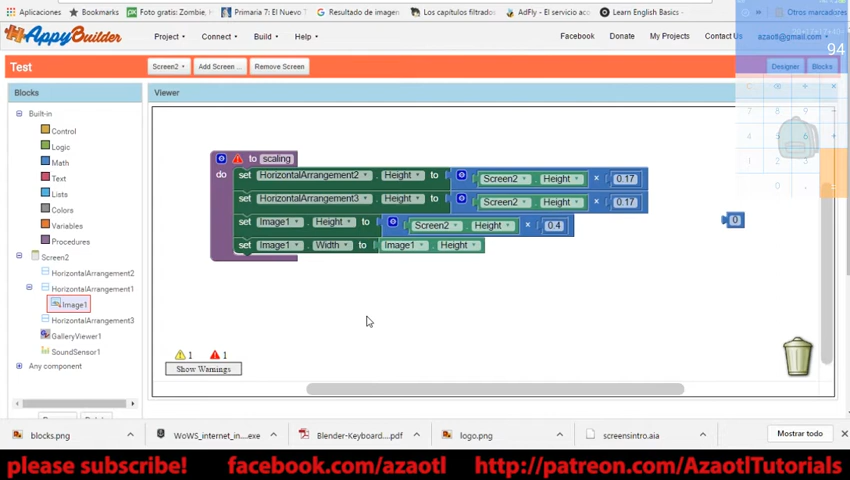 Aplicaciones Bookmarks Foto gratis: Zombie, H Primaria 7: El Nuevo T Resultado de imagen Los capítulos filtrados AdFly - El servicio ac Learn English Basics - Otros marcadores
AppyBuilder Project Connect Build Help Facebook Donate My Projects Contact Us azaotl@gmail.com
94
Test Screen2 Add Screen ... Remove Screen Designer Blocks
Blocks
Viewer
Built-in
Control
Logic
Math
Text
Lists
Colors
Variables
Procedures
Screen2
HorizontalArrangement2
HorizontalArrangement1
Image1
HorizontalArrangement3
GalleryViewer1
SoundSensor1
Any component
to scaling
do set HorizontalArrangement2 . Height to Screen2 . Height × 0.17
set HorizontalArrangement3 . Height to Screen2 . Height × 0.17
set Image1 . Height to Screen2 . Height × 0.4
set Image1 . Width to Image1 . Height
0
1 1
Show Warnings
blocks.png WoWS_internet_in....exe Blender-Keyboard....pdf logo.png screensintro.aia Mostrar todo
please subscribe! facebook.com/azaotl http://patreon.com/AzaotlTutorials